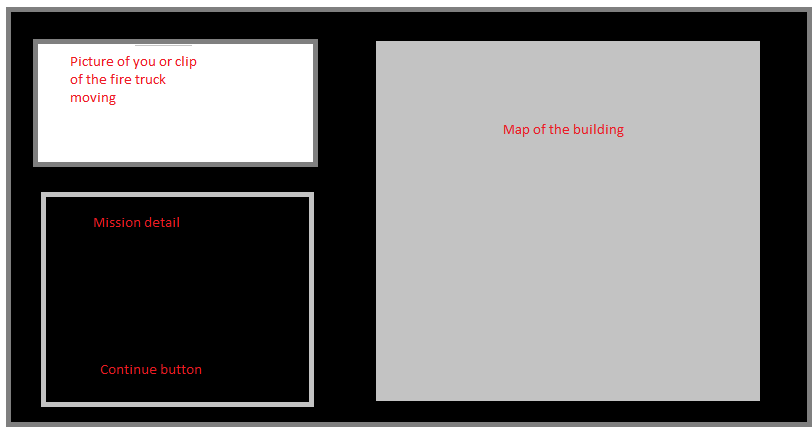 Picture of you or clip
of the fire truck
moving
Map of the building
Mission detail
Continue button